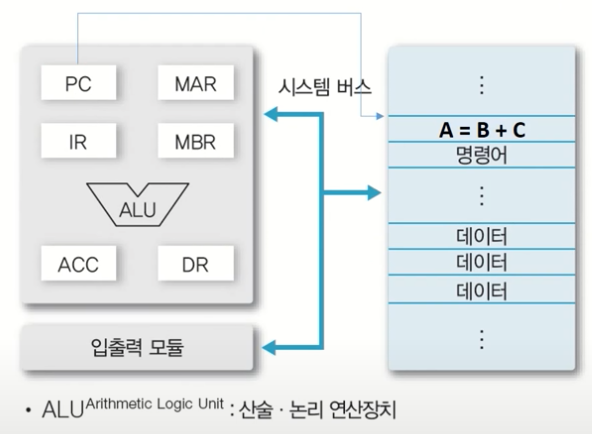 PC
MAR
IR
MBR
ALU
ACC
DR
입출력 모듈
시스템 버스
⋮
A = B + C
명령어
⋮
데이터
데이터
데이터
⋮
• ALU Arithmetic Logic Unit : 산술 · 논리 연산장치